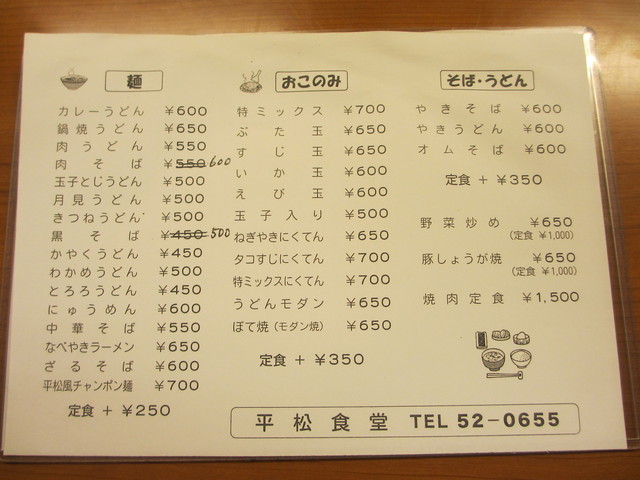 麺
カレーうどん ￥600
鍋焼うどん ￥650
肉うどん ￥550
肉そば ￥550 600
玉子とじうどん ￥500
月見うどん ￥500
きつねうどん ￥500
黒そば ￥450 500
かやくうどん ￥450
わかめうどん ￥500
とろろうどん ￥450
にゅうめん ￥600
中華そば ￥550
なべやきラーメン ￥650
ざるそば ￥600
平松風チャンポン麺 ￥700
定食 + ￥250
おこのみ
特ミックス ￥700
ぶた玉 ￥650
すじ玉 ￥650
いか玉 ￥600
えび玉 ￥600
玉子入り ￥500
ねぎやきにくてん ￥650
タコすじにくてん ￥700
特ミックスにくてん ￥700
うどんモダン ￥650
ぼて焼（モダン焼） ￥650
定食 + ￥350
そば・うどん
やきそば ￥600
やきうどん ￥600
オムそば ￥600
定食 + ￥350
野菜炒め ￥650
(定食 ￥1,000)
豚しょうが焼 ￥650
(定食 ￥1,000)
焼肉定食 ￥1,500
平松食堂 TEL 52-0655